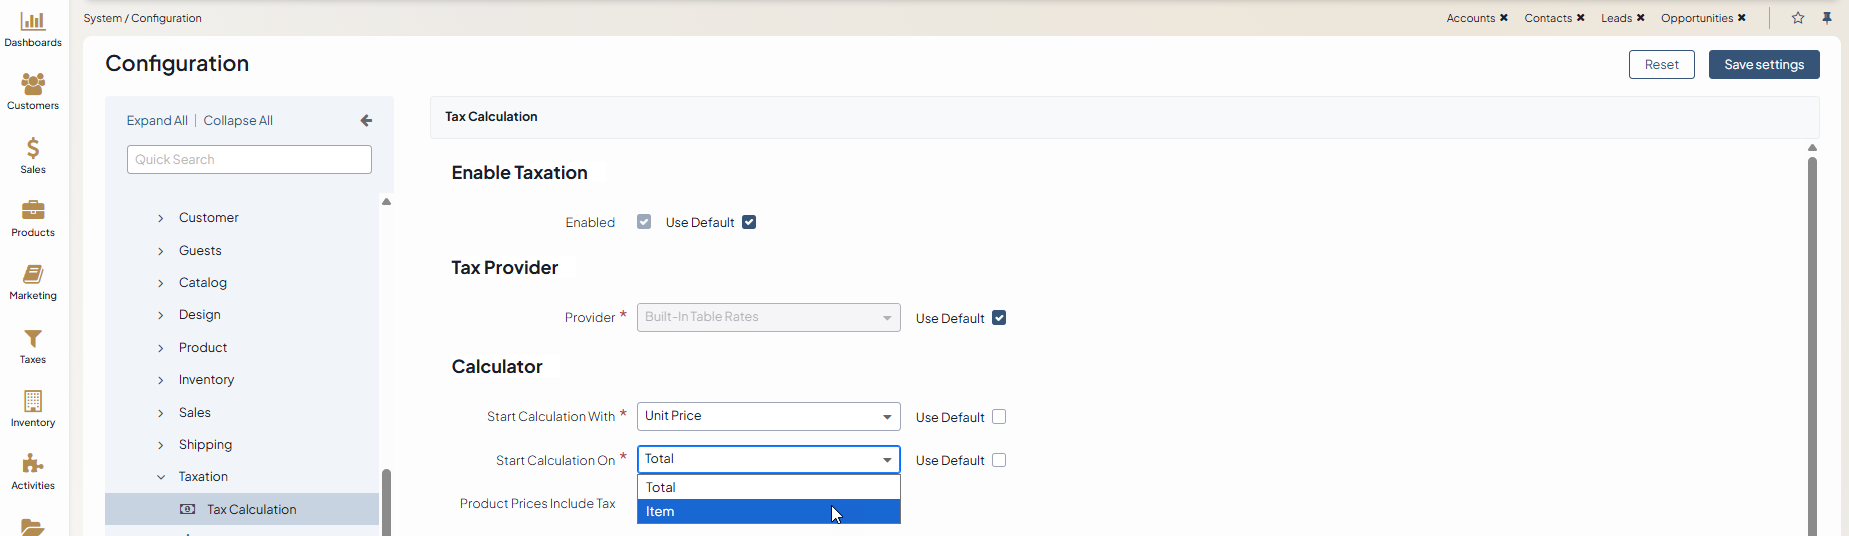 System / Configuration
Accounts ✖ Contacts ✖ Leads ✖ Opportunities ✖
Dashboards
Customers
Sales
Products
Marketing
Taxes
Inventory
Activities
Configuration
Reset
Save settings
Expand All | Collapse All
Quick Search
Customer
Guests
Catalog
Design
Product
Inventory
Sales
Shipping
Taxation
Tax Calculation
Tax Calculation
Enable Taxation
Enabled Use Default
Tax Provider
Provider * Built-In Table Rates Use Default
Calculator
Start Calculation With * Unit Price Use Default
Start Calculation On * Total Use Default
Total
Item
Product Prices Include Tax